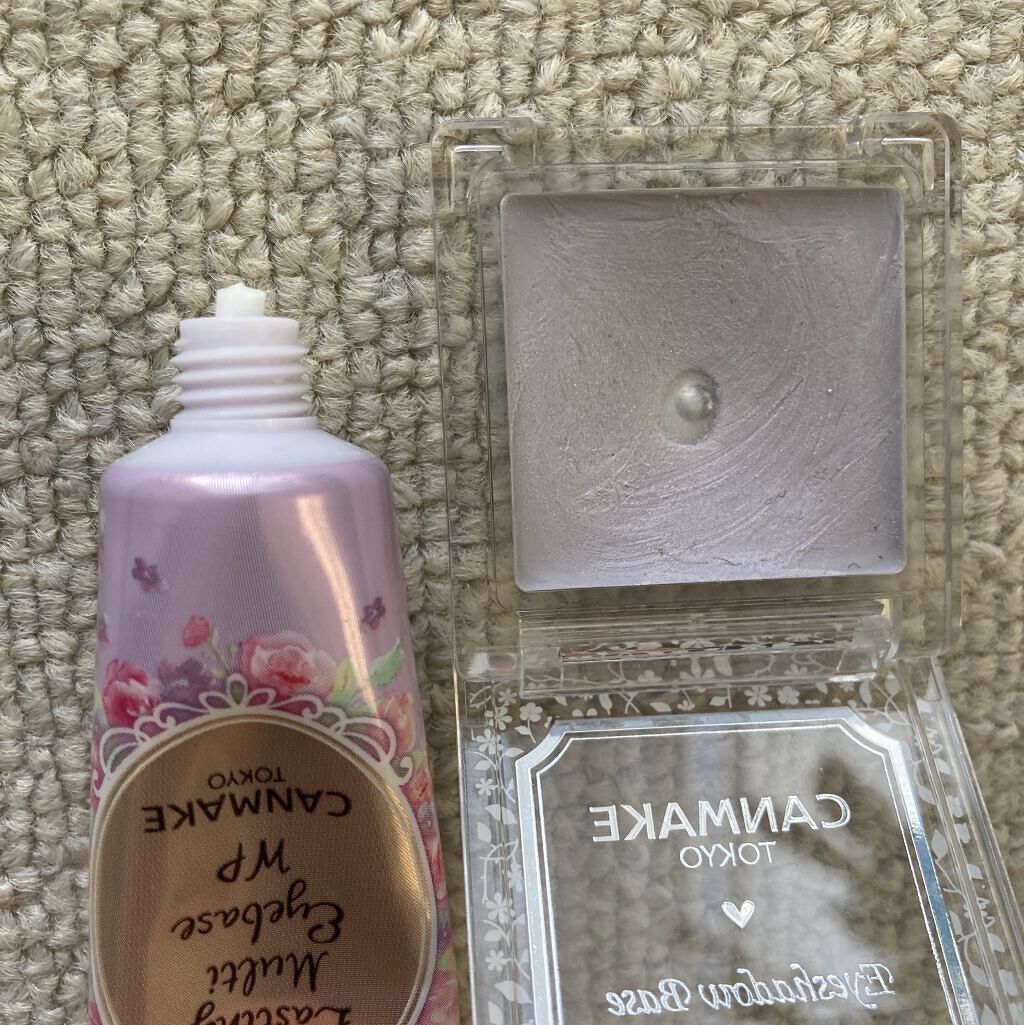 CANMAKE
TOKYO
Lasting
Multi
Eyebase
WP
CANMAKE
TOKYO
Eyeshadow Base